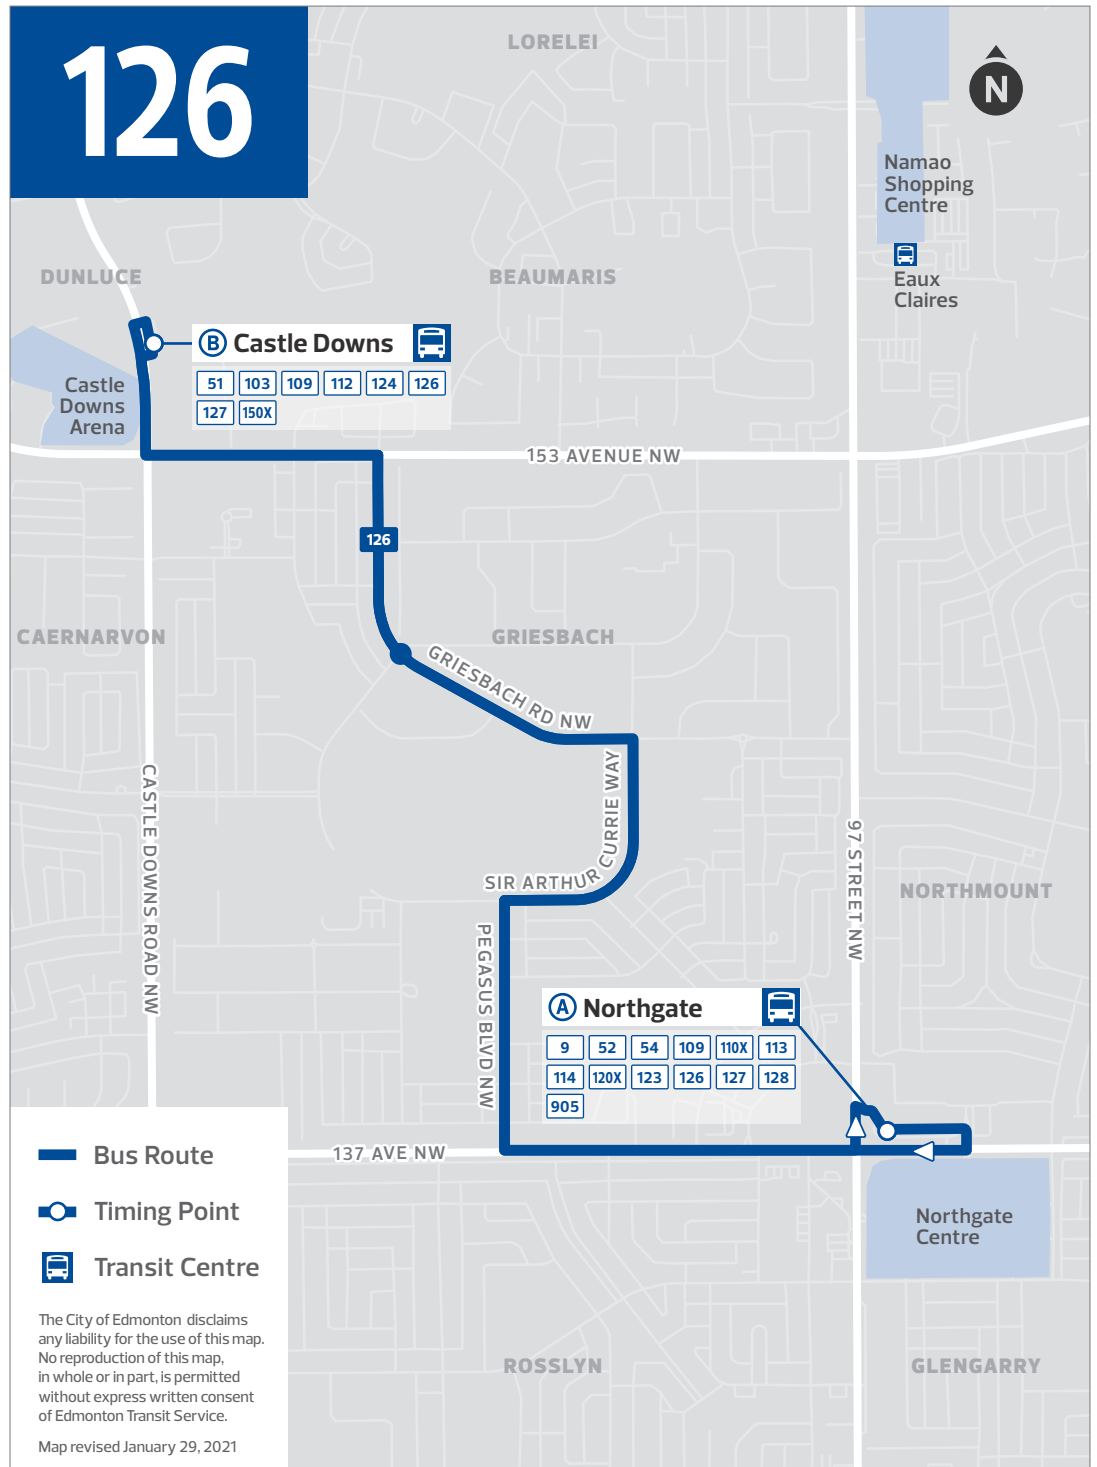 126
LORELEI
N
Namao
Shopping
Centre
Eaux
Claires
DUNLUCE
BEAUMARIS
B Castle Downs
51 103 109 112 124 126
127 150X
Castle
Downs
Arena
153 AVENUE NW
126
CAERNARVON
GRIESBACH
GRIESBACH RD NW
CASTLE DOWNS ROAD NW
SIR ARTHUR CURRIE WAY
97 STREET NW
NORTHMOUNT
PEGASUS BLVD NW
A Northgate
9 52 54 109 110X 113
114 120X 123 126 127 128
905
137 AVE NW
Northgate
Centre
ROSSLYN
GLENGARRY
Bus Route
Timing Point
Transit Centre
The City of Edmonton disclaims
any liability for the use of this map.
No reproduction of this map,
in whole or in part, is permitted
without express written consent
of Edmonton Transit Service.
Map revised January 29, 2021